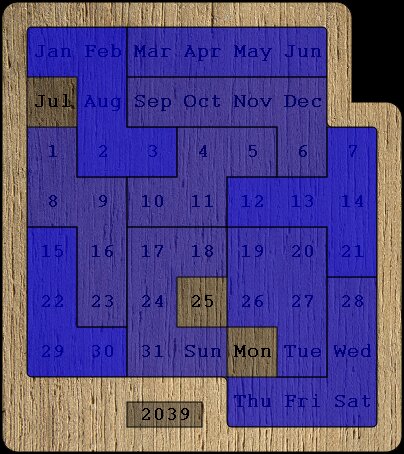 Jan Feb Mar Apr May Jun
Jul Aug Sep Oct Nov Dec
1 2 3 4 5 6 7
8 9 10 11 12 13 14
15 16 17 18 19 20 21
22 23 24 25 26 27 28
29 30 31 Sun Mon Tue Wed
Thu Fri Sat
2039